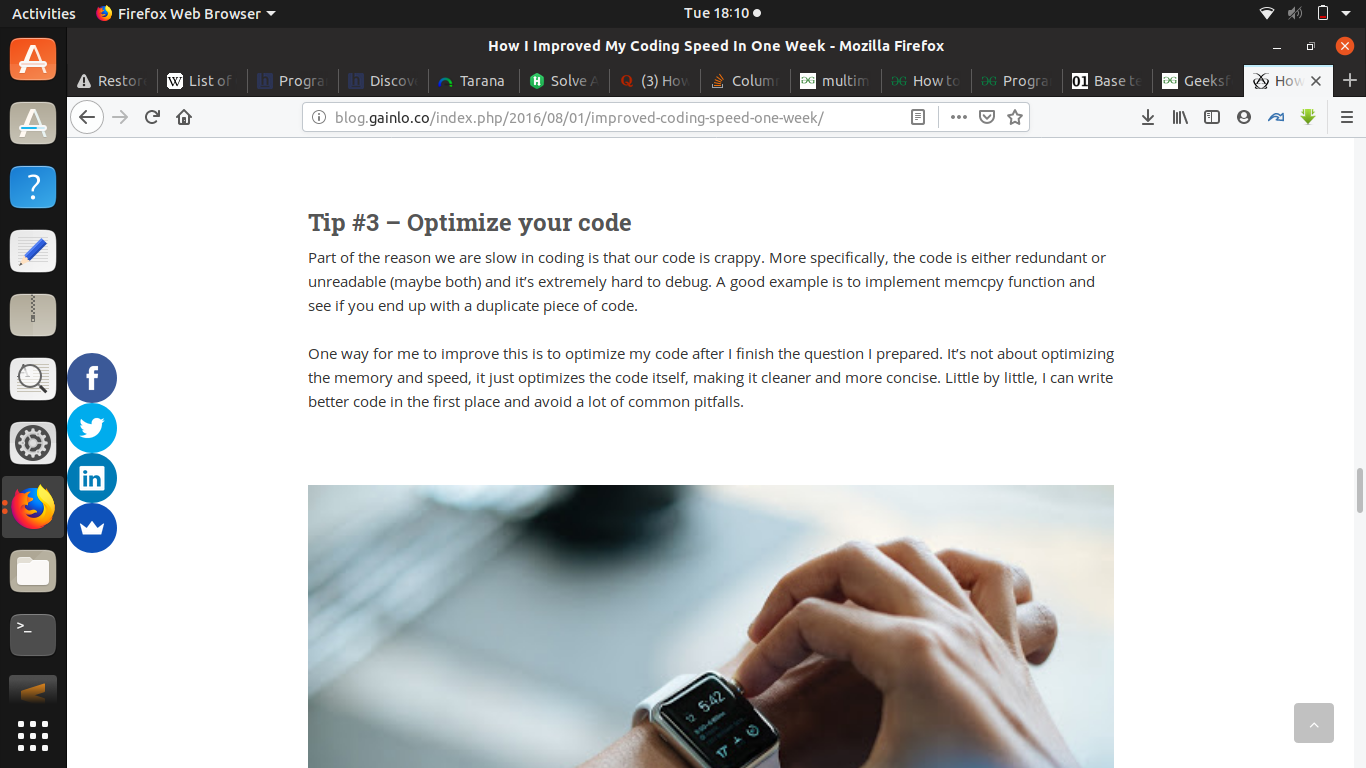 Activities
Firefox Web Browser
Tue 18:10
How I Improved My Coding Speed In One Week - Mozilla Firefox
Restor
List of
Progra
Discov
Tarana
Solve A
(3) How
Colum
multim
How to
Progra
Base te
Geeksf
How
blog.gainlo.co/index.php/2016/08/01/improved-coding-speed-one-week/
Tip #3 – Optimize your code
Part of the reason we are slow in coding is that our code is crappy. More specifically, the code is either redundant or
unreadable (maybe both) and it’s extremely hard to debug. A good example is to implement memcpy function and
see if you end up with a duplicate piece of code.
One way for me to improve this is to optimize my code after I finish the question I prepared. It’s not about optimizing
the memory and speed, it just optimizes the code itself, making it cleaner and more concise. Little by little, I can write
better code in the first place and avoid a lot of common pitfalls.
12 5:42